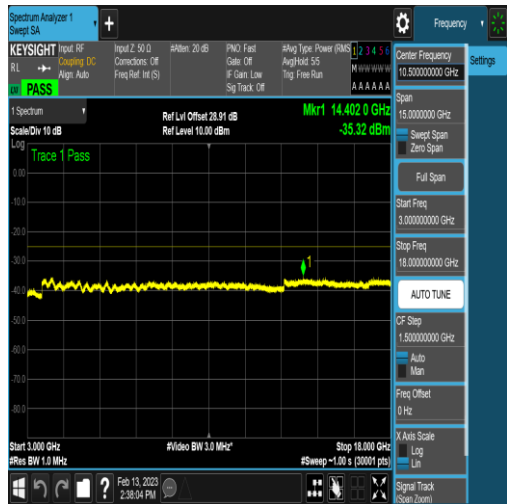 Spectrum Analyzer 1
Swept SA
+
Frequency
KEYSIGHT
RL
PASS
Input: RF
Coupling: DC
Align: Auto
Input Z: 50 Ω
Corrections: Off
Freq Ref: Int (S)
#Atten: 20 dB
PNO: Fast
Gate: Off
IF Gain: Low
Sig Track: Off
#Avg Type: Power (RMS
Avg|Hold: 5/5
Trig: Free Run
1 2 3 4 5 6
M W W W W W
A A A A A A
Center Frequency
10.500000000 GHz
Settings
Span
15.0000000 GHz
Swept Span
Zero Span
Full Span
Start Freq
3.000000000 GHz
Stop Freq
18.000000000 GHz
AUTO TUNE
CF Step
1.500000000 GHz
Auto
Man
Freq Offset
0 Hz
X Axis Scale
Log
Lin
Signal Track
(Span Zoom)
1 Spectrum
Scale/Div 10 dB
Ref Lvl Offset 28.91 dB
Ref Level 10.00 dBm
Mkr1 14.402 0 GHz
-35.32 dBm
Log
Trace 1 Pass
0.00
-10.0
-20.0
-30.0
-40.0
-50.0
-60.0
-70.0
-80.0
1
Start 3.000 GHz
#Res BW 1.0 MHz
#Video BW 3.0 MHz*
Stop 18.000 GHz
#Sweep ~1.00 s (30001 pts)
?
Feb 13, 2023
2:38:04 PM